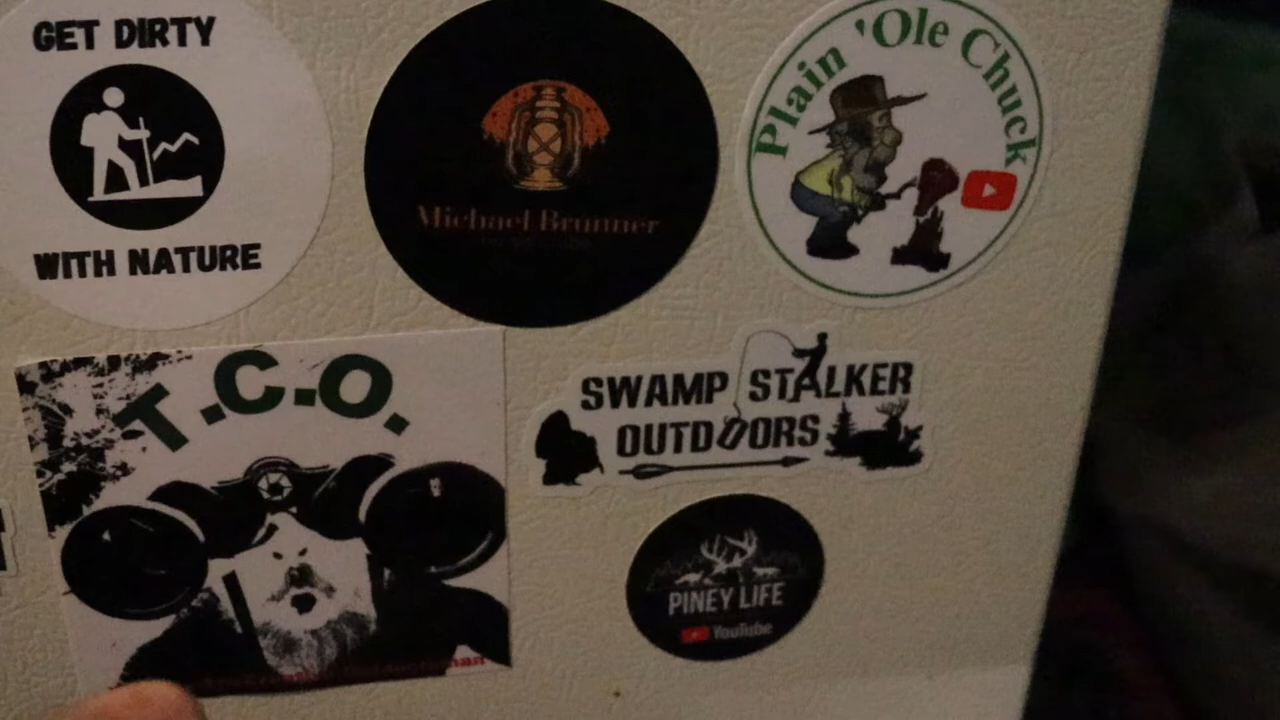 GET DIRTY
WITH NATURE
Michael Brunner
Plain 'Ole Chuck
T.C.O.
SWAMP STALKER
OUTDOORS
PINEY LIFE
YouTube